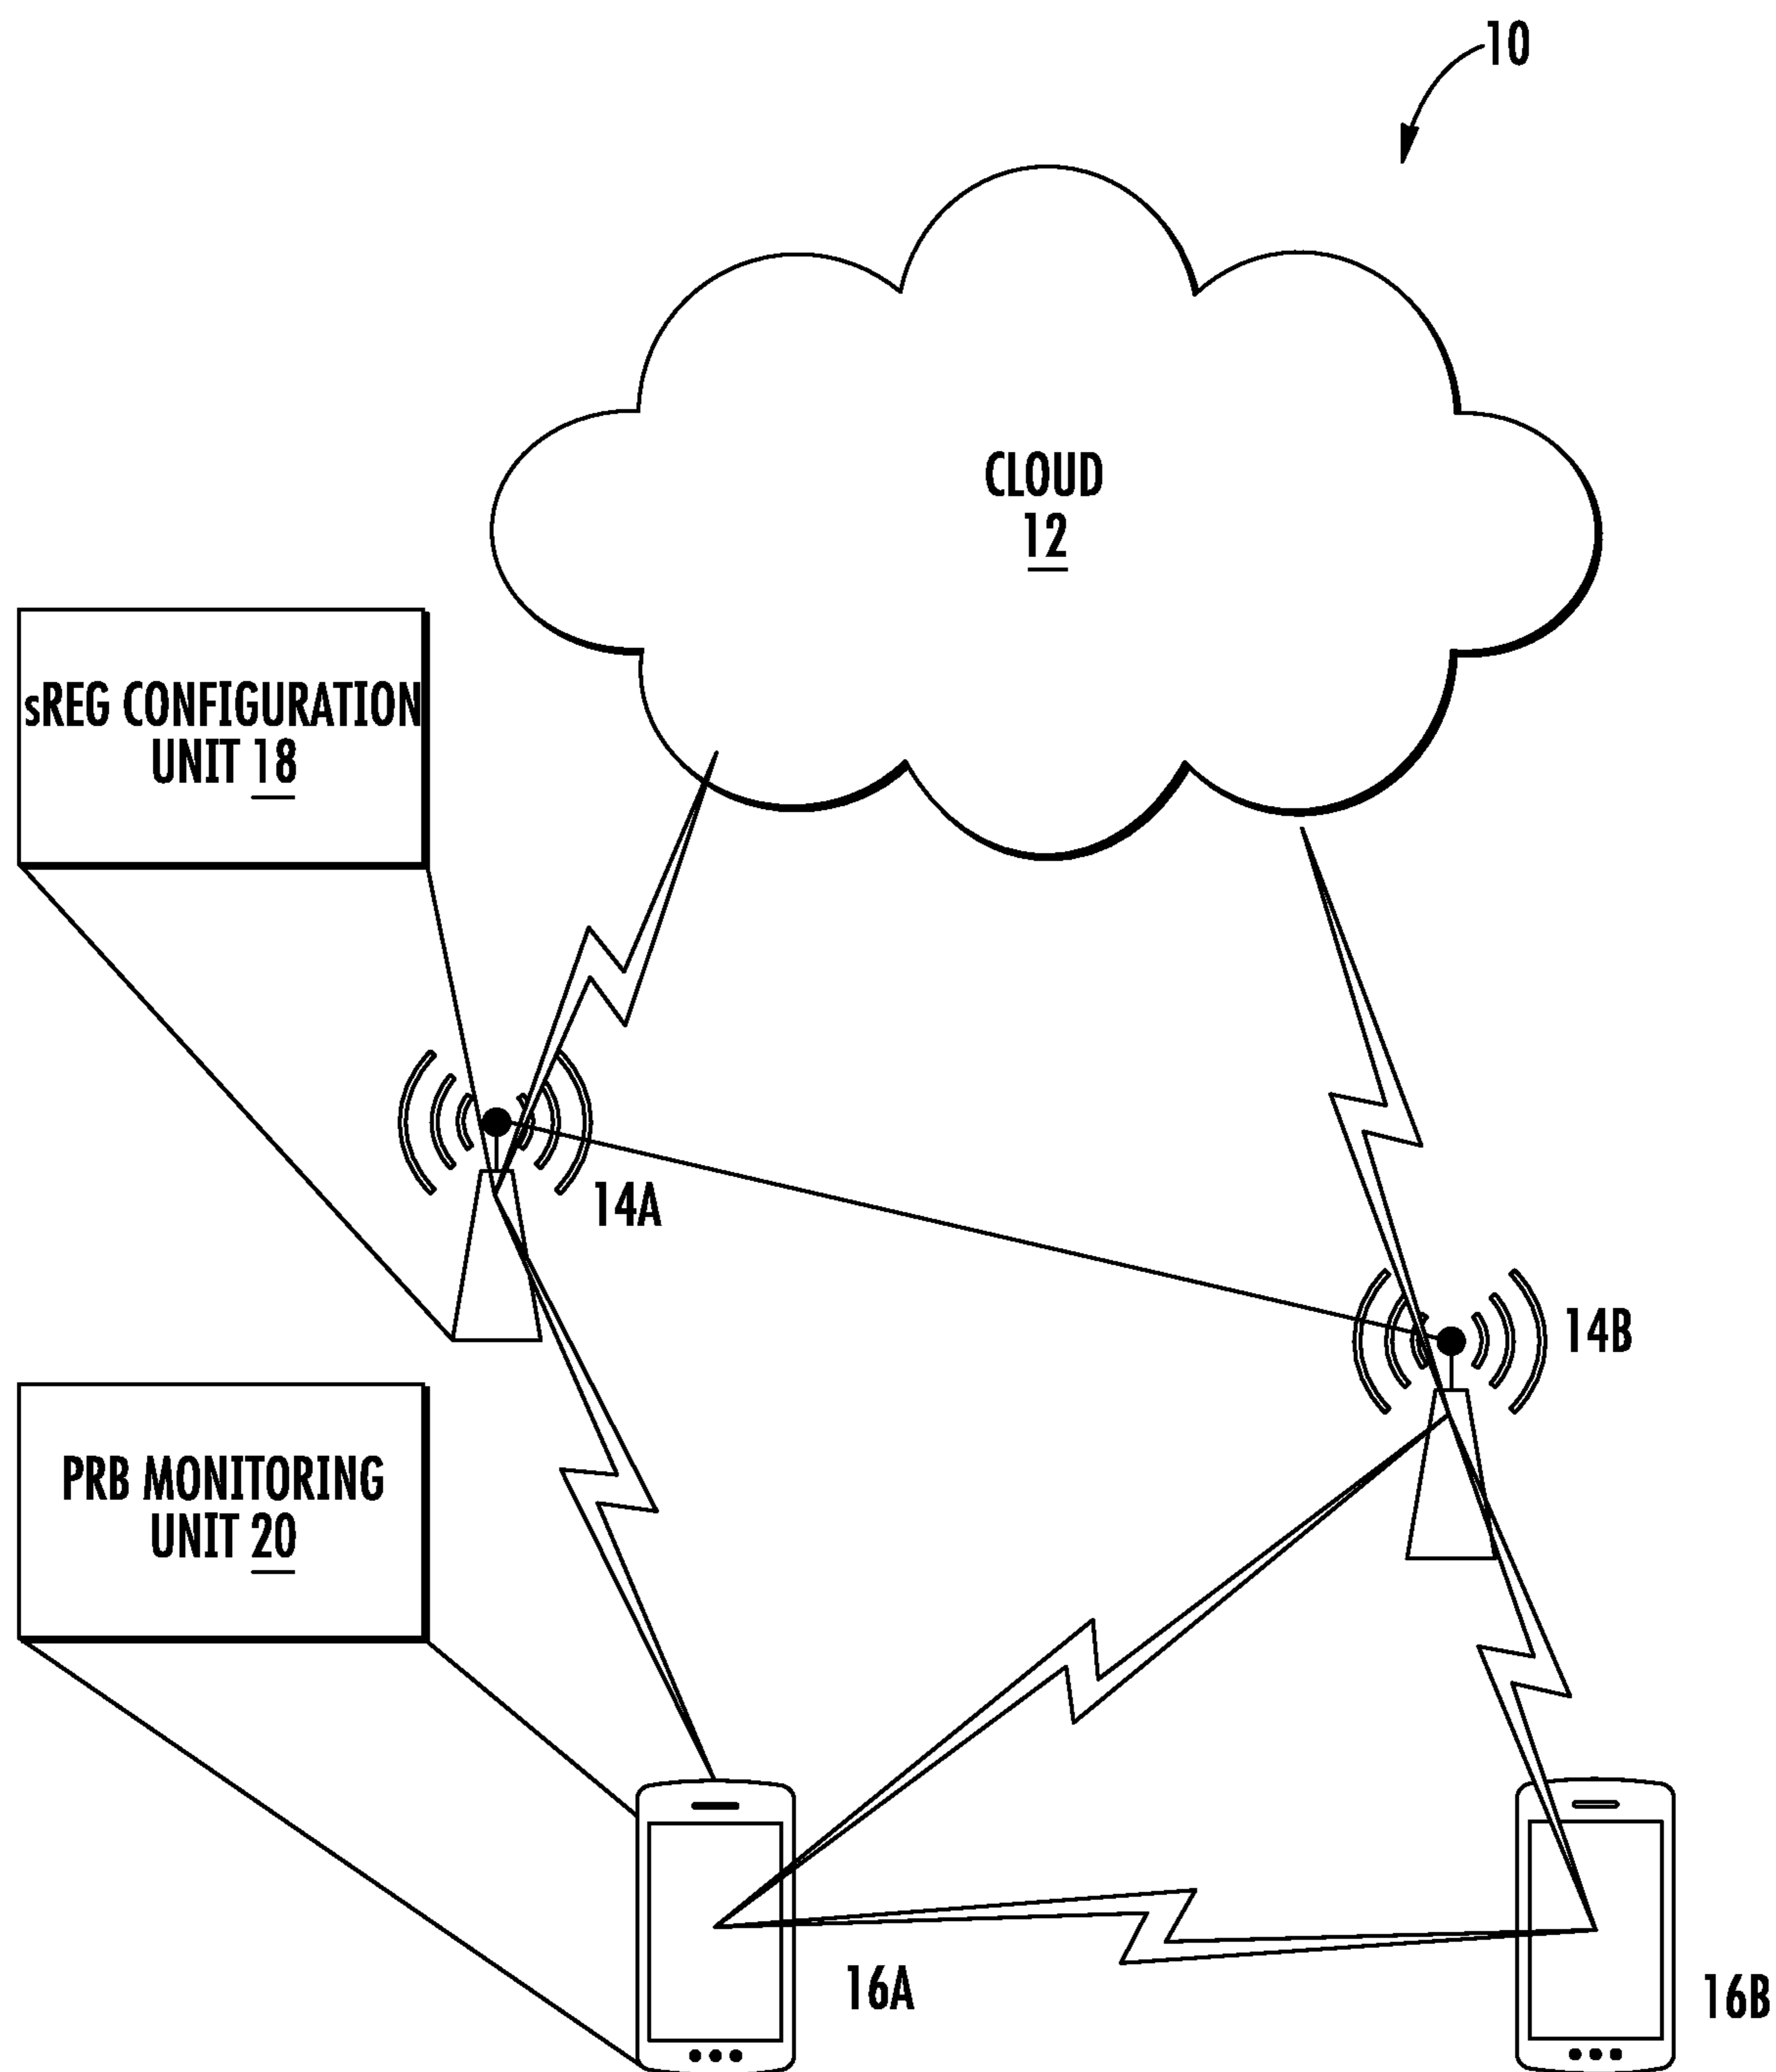 10
CLOUD
12
sREG CONFIGURATION
UNIT 18
14A
14B
PRB MONITORING
UNIT 20
16A
16B